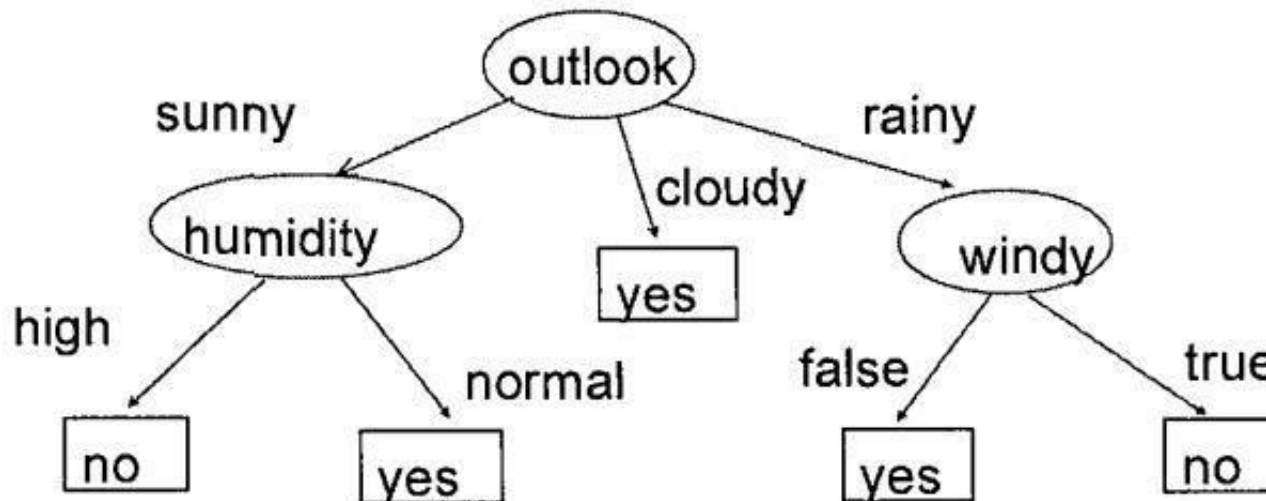 outlook
sunny
rainy
cloudy
humidity
windy
yes
high
normal
false
true
no
yes
yes
no